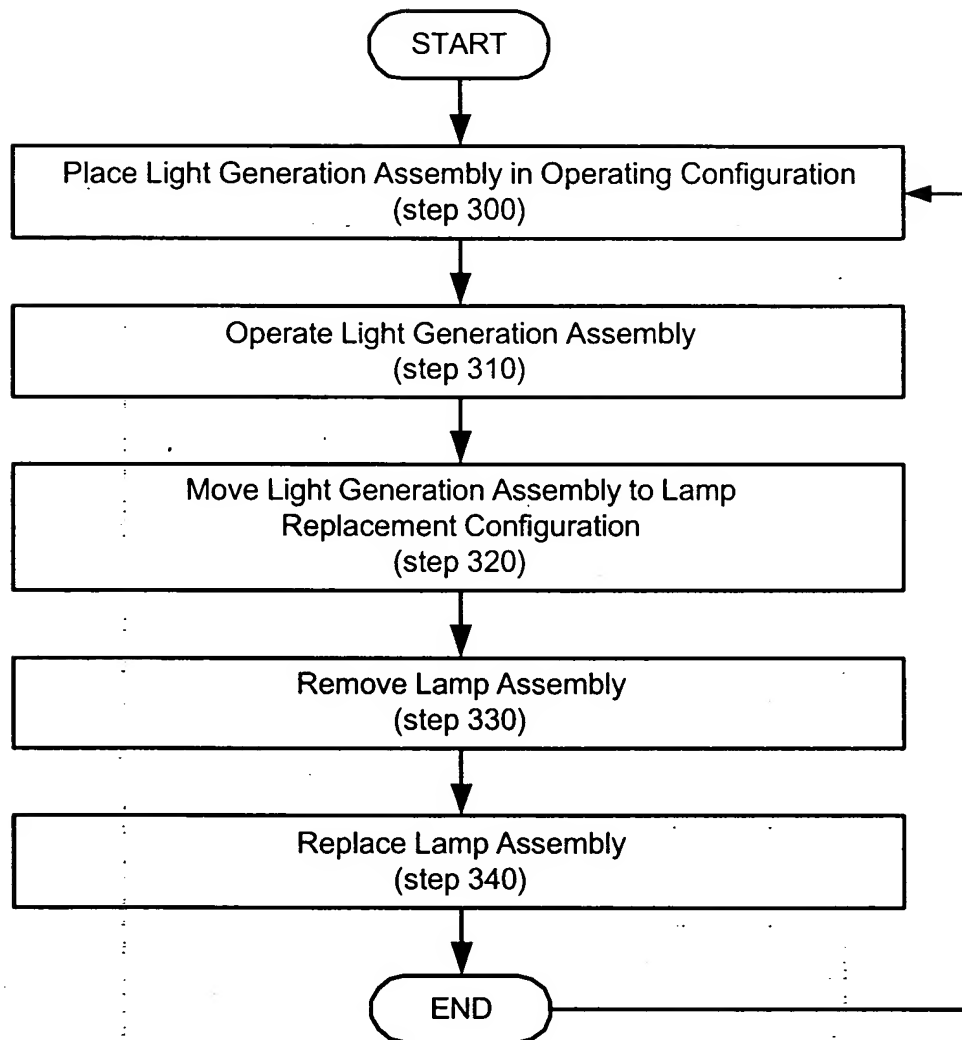 START
Place Light Generation Assembly in Operating Configuration
(step 300)
Operate Light Generation Assembly
(step 310)
Move Light Generation Assembly to Lamp
Replacement Configuration
(step 320)
Remove Lamp Assembly
(step 330)
Replace Lamp Assembly
(step 340)
END